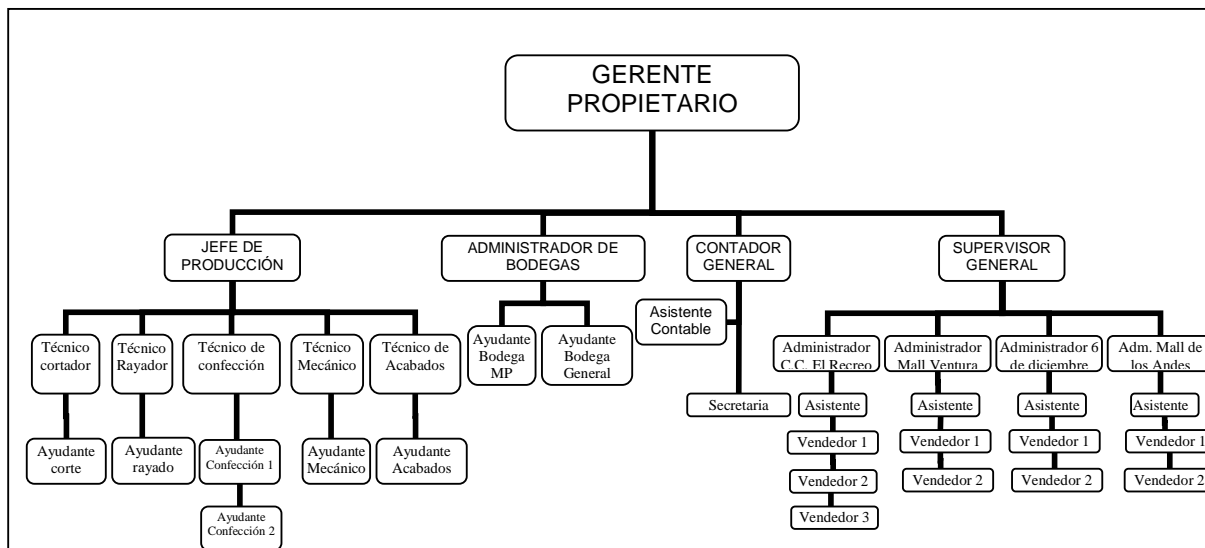 GERENTE
PROPIETARIO
JEFE DE
PRODUCCIÓN
ADMINISTRADOR DE
BODEGAS
CONTADOR
GENERAL
SUPERVISOR
GENERAL
Técnico
cortador
Técnico
Rayador
Técnico de
confección
Técnico
Mecánico
Técnico de
Acabados
Ayudante
corte
Ayudante
rayado
Ayudante
Confección 1
Ayudante
Mecánico
Ayudante
Acabados
Ayudante
Confección 2
Ayudante
Bodega
MP
Ayudante
Bodega
General
Asistente
Contable
Secretaria
Administrador
C.C. El Recreo
Asistente
Vendedor 1
Vendedor 2
Vendedor 3
Administrador
Mall Ventura
Asistente
Vendedor 1
Vendedor 2
Administrador 6
de diciembre
Asistente
Vendedor 1
Vendedor 2
Adm. Mall de
los Andes
Asistente
Vendedor 1
Vendedor 2